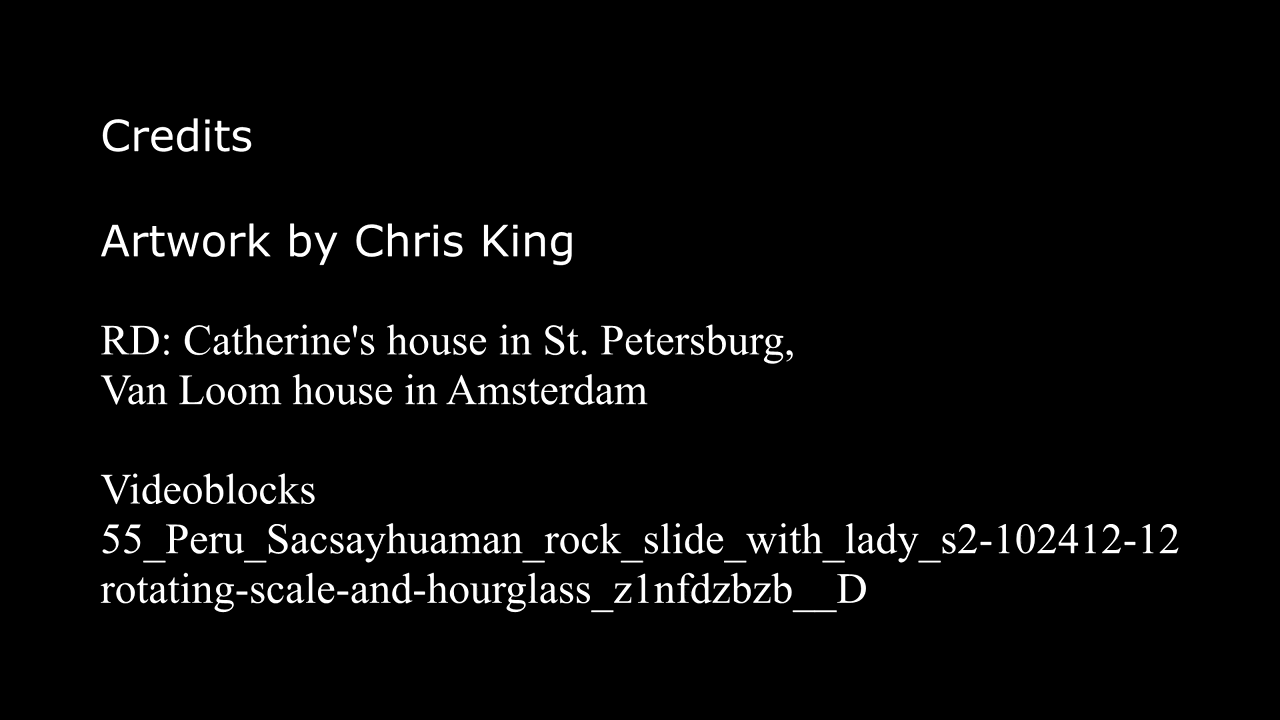 Credits
Artwork by Chris King
RD: Catherine's house in St. Petersburg,
Van Loom house in Amsterdam
Videoblocks
55_Peru_Sacsayhuaman_rock_slide_with_lady_s2-102412-12
rotating-scale-and-hourglass_z1nfdzbzb__D